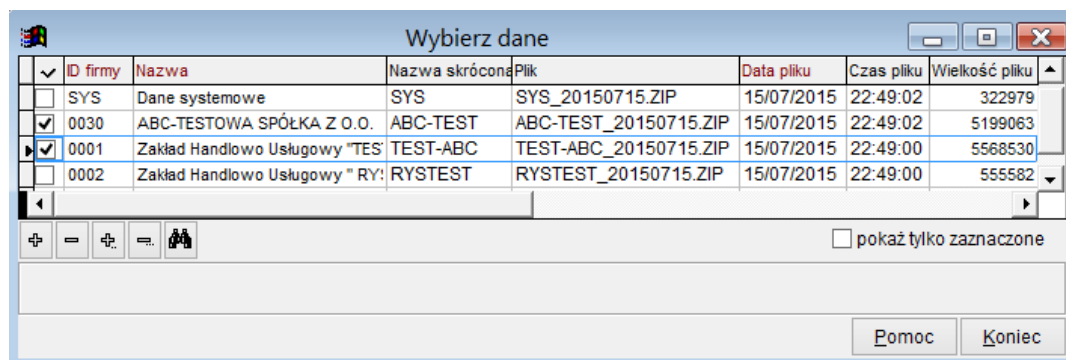 Wybierz dane
ID firmy Nazwa Nazwa skrócona Plik Data pliku Czas pliku Wielkość pliku
SYS Dane systemowe SYS SYS_20150715.ZIP 15/07/2015 22:49:02 322979
0030 ABC-TESTOWA SPÓŁKA Z O.O. ABC-TEST ABC-TEST_20150715.ZIP 15/07/2015 22:49:02 5199063
0001 Zakład Handlowo Usługowy "TES TEST-ABC TEST-ABC_20150715.ZIP 15/07/2015 22:49:00 5568530
0002 Zakład Handlowo Usługowy " RYS RYSTEST RYSTEST_20150715.ZIP 15/07/2015 22:49:00 555582
pokaż tylko zaznaczone
Pomoc Koniec